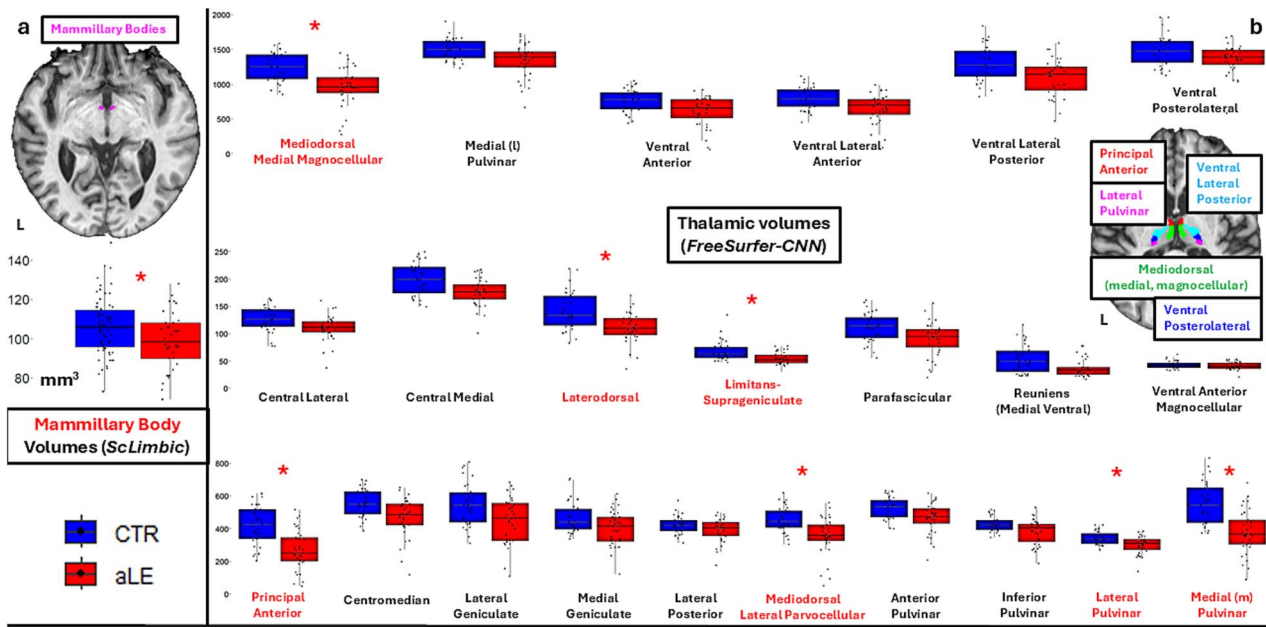 a
Mammillary Bodies
L
140
120
100
80
mm³
*
Mammillary Body
Volumes (ScLimbic)
CTR
aLE
b
2000
1500
1000
500
0
*
Mediodorsal
Medial Magnocellular
Medial (l)
Pulvinar
Ventral
Anterior
Ventral Lateral
Anterior
Ventral Lateral
Posterior
Ventral
Posterolateral
Principal
Anterior
Lateral
Pulvinar
Ventral
Lateral
Posterior
Mediodorsal
(medial, magnocellular)
L
Ventral
Posterolateral
Thalamic volumes
(FreeSurfer-CNN)
250
200
150
100
50
0
*
*
Central Lateral
Central Medial
Laterodorsal
Limitans-
Suprageniculate
Parafascicular
Reuniens
(Medial Ventral)
Ventral Anterior
Magnocellular
800
600
400
200
0
*
*
*
*
Principal
Anterior
Centromedian
Lateral
Geniculate
Medial
Geniculate
Lateral
Posterior
Mediodorsal
Lateral Parvocellular
Anterior
Pulvinar
Inferior
Pulvinar
Lateral
Pulvinar
Medial (m)
Pulvinar